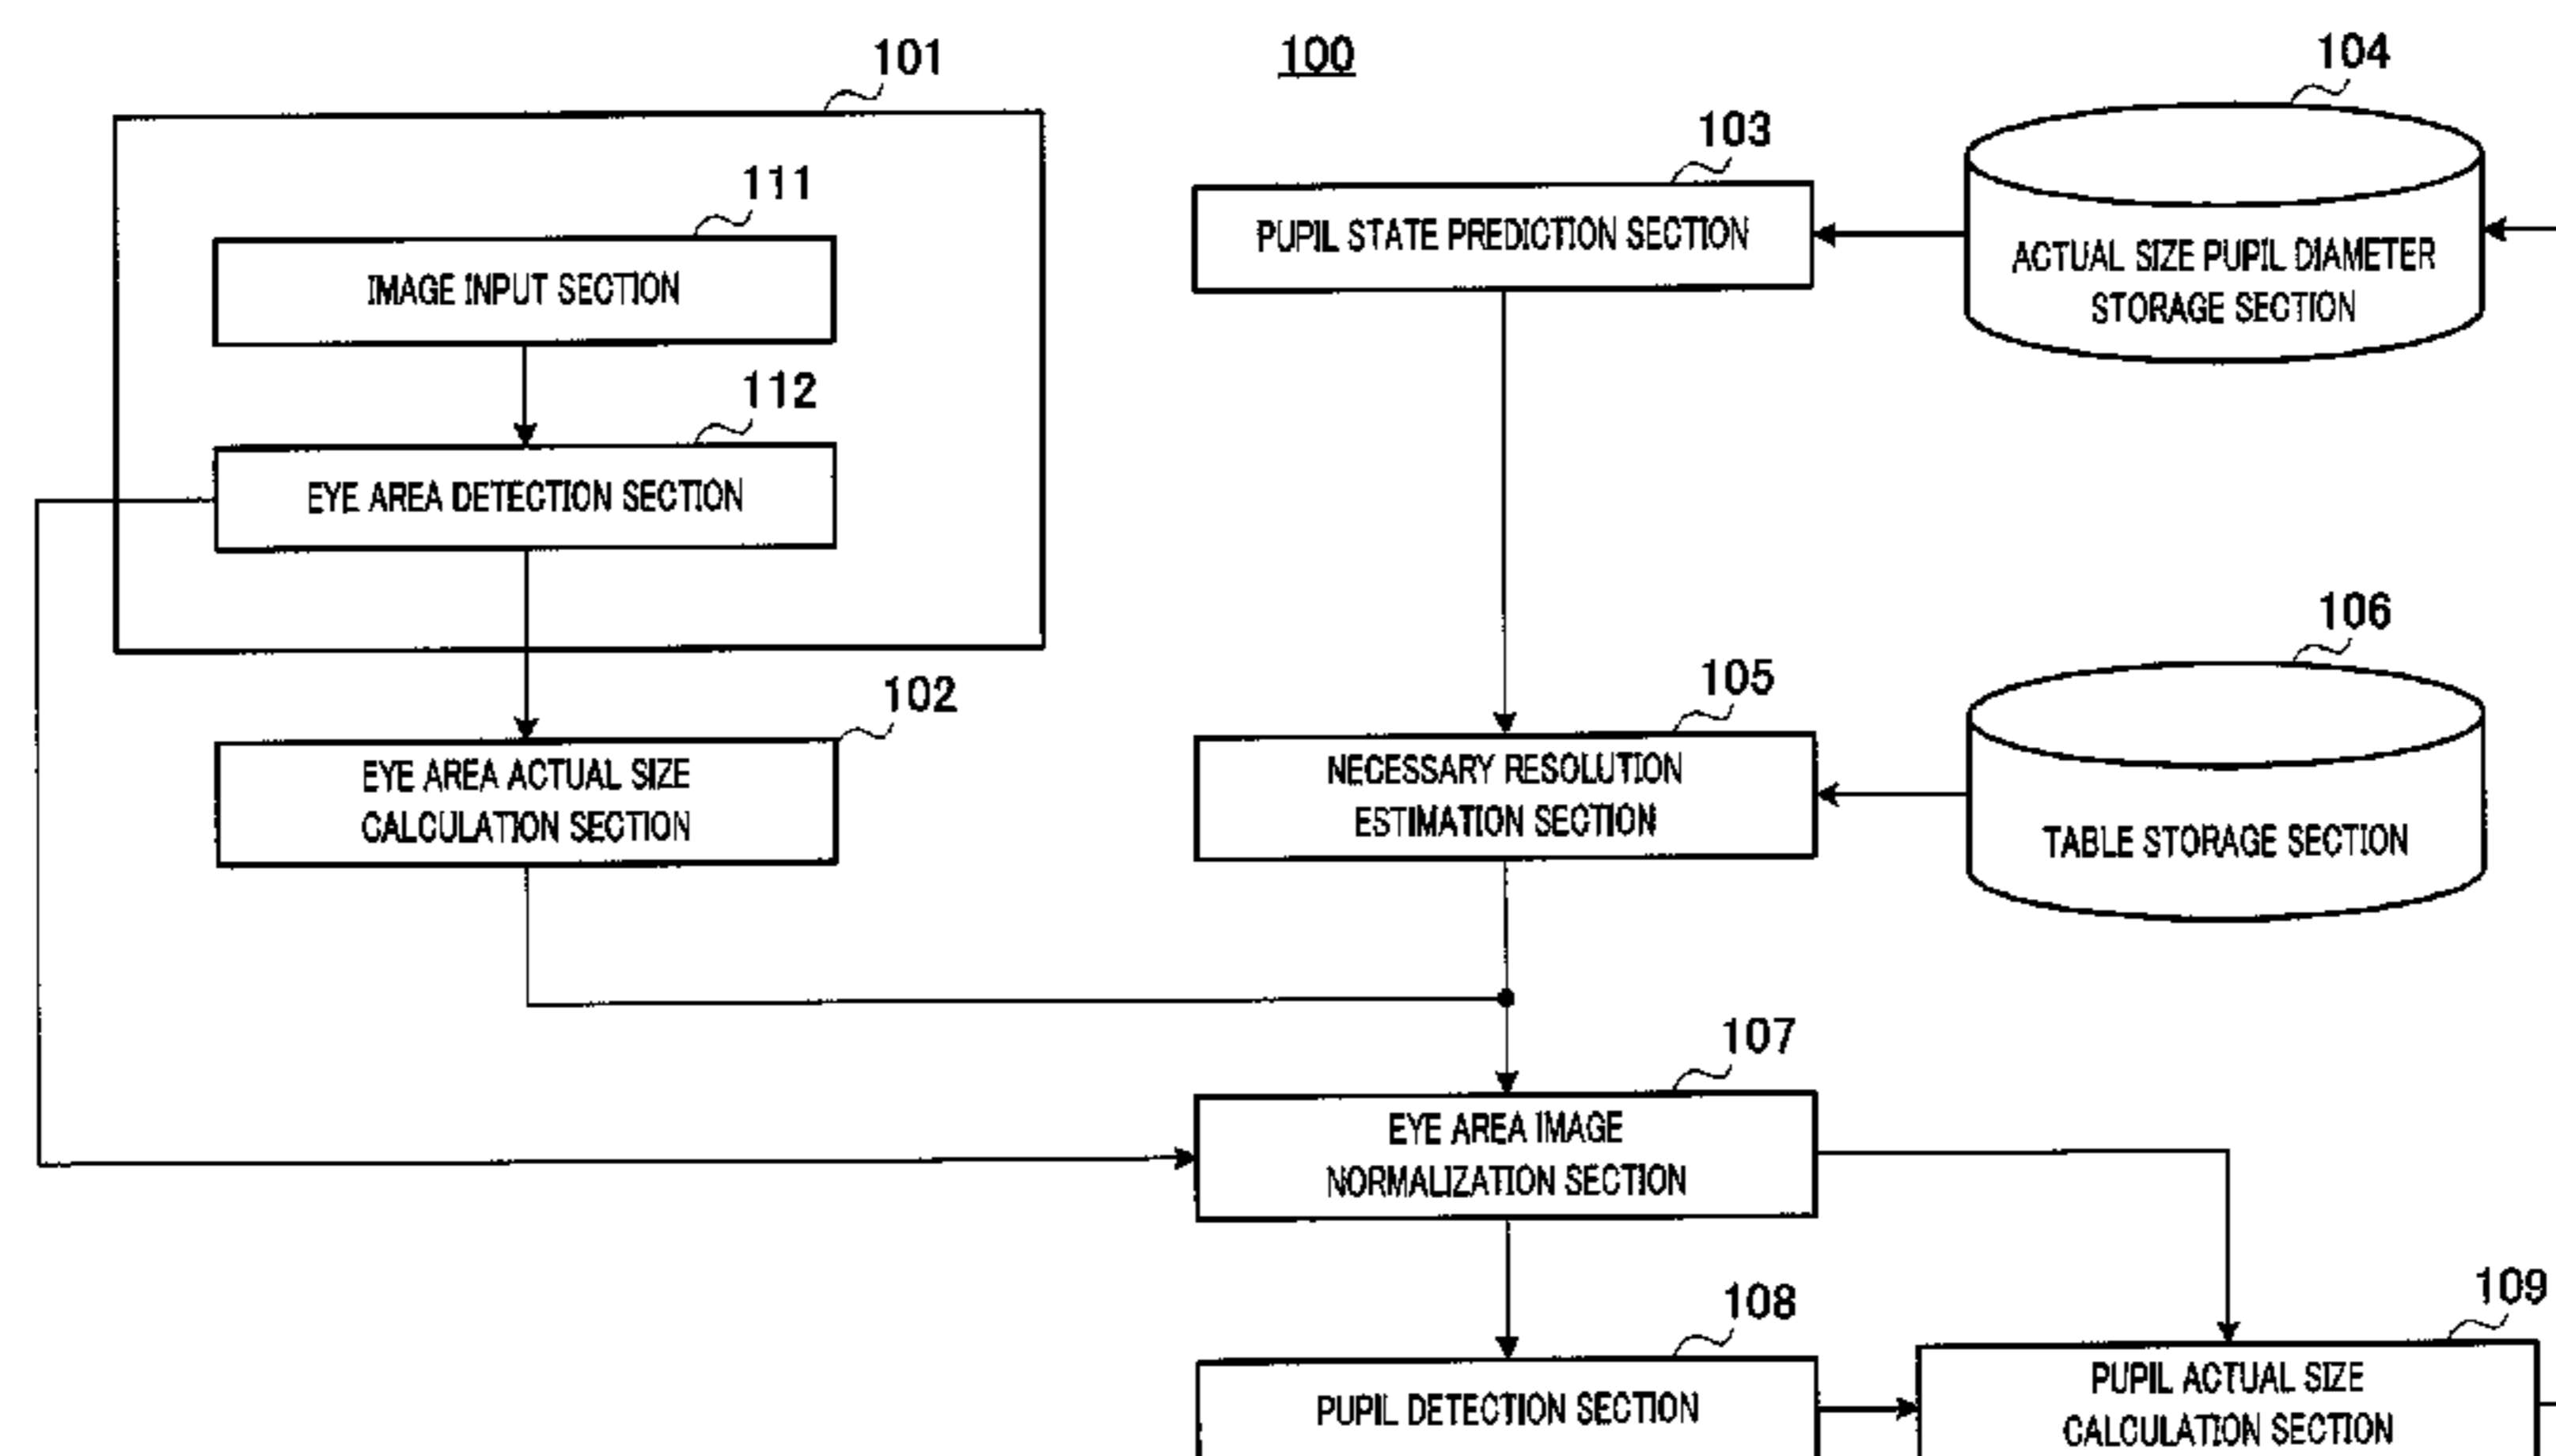 100
101
111
IMAGE INPUT SECTION
112
EYE AREA DETECTION SECTION
102
EYE AREA ACTUAL SIZE
CALCULATION SECTION
103
PUPIL STATE PREDICTION SECTION
104
ACTUAL SIZE PUPIL DIAMETER
STORAGE SECTION
105
NECESSARY RESOLUTION
ESTIMATION SECTION
106
TABLE STORAGE SECTION
107
EYE AREA IMAGE
NORMALIZATION SECTION
108
PUPIL DETECTION SECTION
109
PUPIL ACTUAL SIZE
CALCULATION SECTION